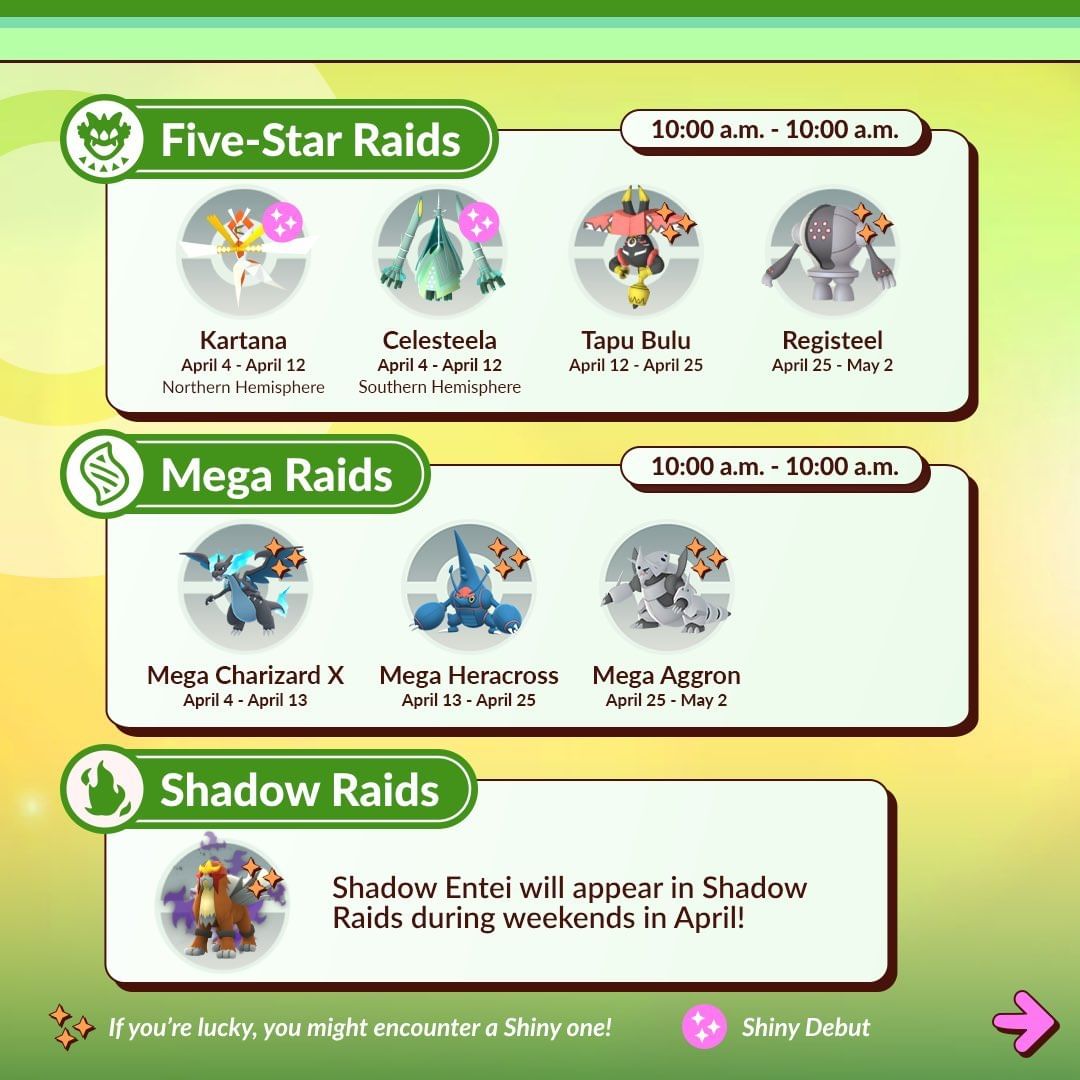 Five-Star Raids
10:00 a.m. - 10:00 a.m.
Kartana
April 4 - April 12
Northern Hemisphere
Celesteela
April 4 - April 12
Southern Hemisphere
Tapu Bulu
April 12 - April 25
Registeel
April 25 - May 2
Mega Raids
10:00 a.m. - 10:00 a.m.
Mega Charizard X
April 4 - April 13
Mega Heracross
April 13 - April 25
Mega Aggron
April 25 - May 2
Shadow Raids
Shadow Entei will appear in Shadow
Raids during weekends in April!
If you're lucky, you might encounter a Shiny one!
Shiny Debut